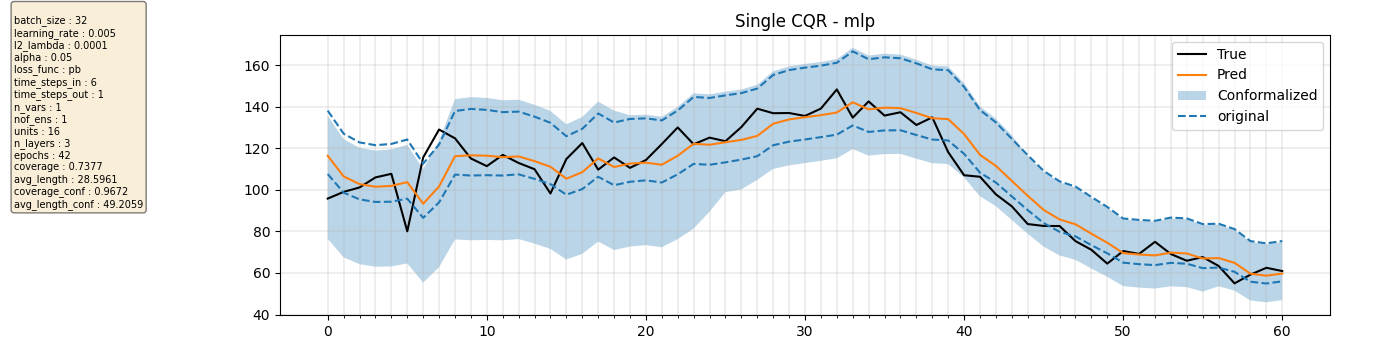 Single CQR - mlp
batch_size : 32
learning_rate : 0.005
l2_lambda : 0.0001
alpha : 0.05
loss_func : pb
time_steps_in : 6
time_steps_out : 1
n_vars : 1
nof_ens : 1
units : 16
n_layers : 3
epochs : 42
coverage : 0.7377
avg_length : 28.5961
coverage_conf : 0.9672
avg_length_conf : 49.2059
160
140
120
100
80
60
40
True
Pred
Conformalized
original
0 10 20 30 40 50 60